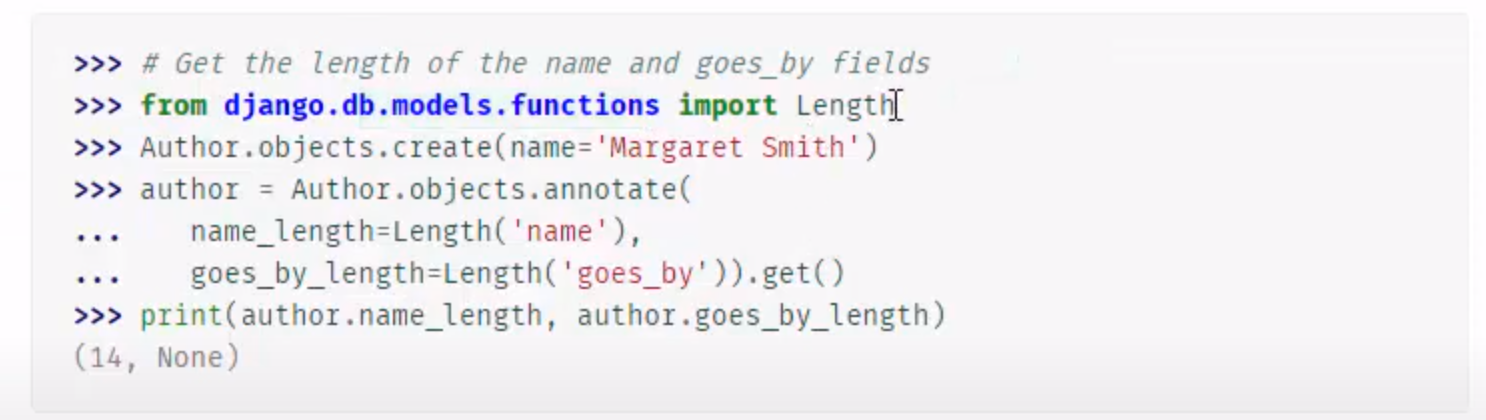 >>> # Get the length of the name and goes_by fields
>>> from django.db.models.functions import Length
>>> Author.objects.create(name='Margaret Smith')
>>> author = Author.objects.annotate(
...    name_length=Length('name'),
...    goes_by_length=Length('goes_by')).get()
>>> print(author.name_length, author.goes_by_length)
(14, None)